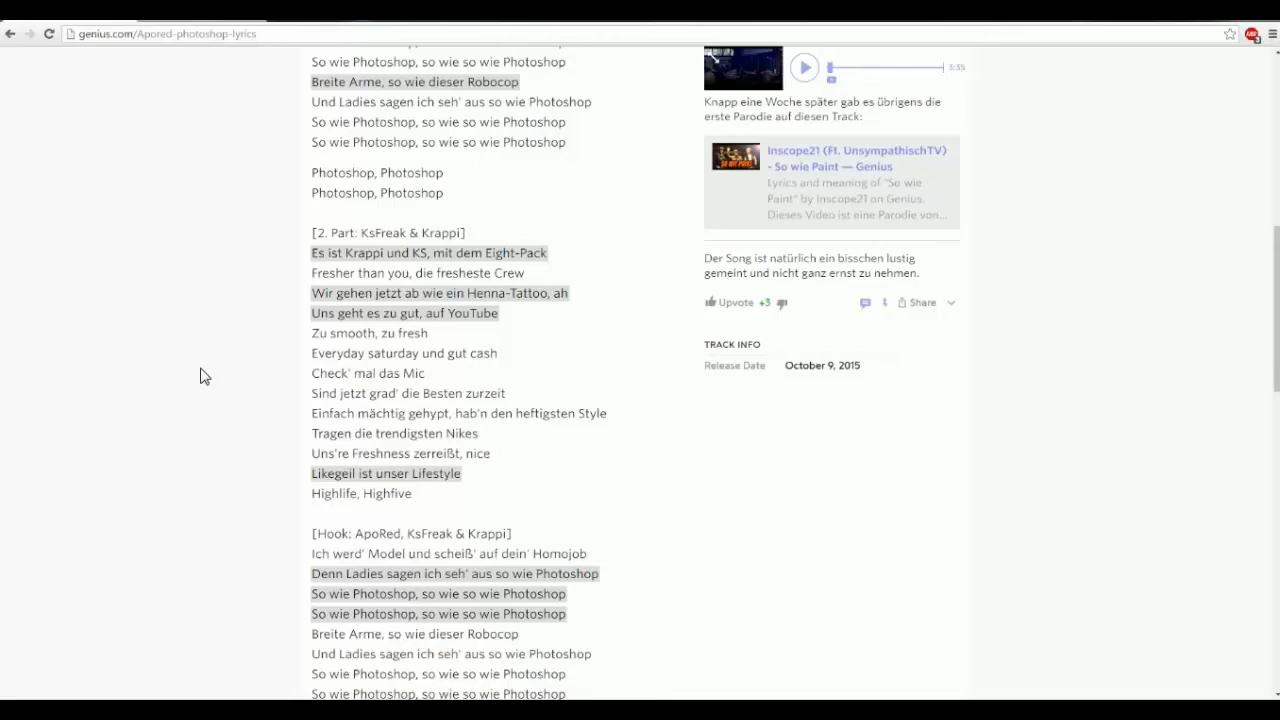 genius.com/Apored-photoshop-lyrics
So wie Photoshop, so wie so wie Photoshop
Breite Arme, so wie dieser Robocop
Und Ladies sagen ich seh' aus so wie Photoshop
So wie Photoshop, so wie so wie Photoshop
So wie Photoshop, so wie so wie Photoshop
Photoshop, Photoshop
Photoshop, Photoshop
[2. Part: KsFreak & Krappi]
Es ist Krappi und KS, mit dem Eight-Pack
Fresher than you, die fresheste Crew
Wir gehen jetzt ab wie ein Henna-Tattoo, ah
Uns geht es zu gut, auf YouTube
Zu smooth, zu fresh
Everyday saturday und gut cash
Check' mal das Mic
Sind jetzt grad' die Besten zurzeit
Einfach mächtig gehypt, hab'n den heftigsten Style
Tragen die trendigsten Nikes
Uns're Freshness zerreißt, nice
Likegeil ist unser Lifestyle
Highlife, Highfive
[Hook: ApoRed, KsFreak & Krappi]
Ich werd' Model und scheiß' auf dein' Homojob
Denn Ladies sagen ich seh' aus so wie Photoshop
So wie Photoshop, so wie so wie Photoshop
So wie Photoshop, so wie so wie Photoshop
Breite Arme, so wie dieser Robocop
Und Ladies sagen ich seh' aus so wie Photoshop
So wie Photoshop, so wie so wie Photoshop
So wie Photoshop, so wie so wie Photoshop
3:35
Knapp eine Woche später gab es übrigens die
erste Parodie auf diesen Track:
Inscope21 (Ft. UnsympathischTV)
- So wie Paint — Genius
Lyrics and meaning of "So wie
Paint" by Inscope21 on Genius.
Dieses Video ist eine Parodie von...
Der Song ist natürlich ein bisschen lustig
gemeint und nicht ganz ernst zu nehmen.
Upvote +3 Share
TRACK INFO
Release Date October 9, 2015